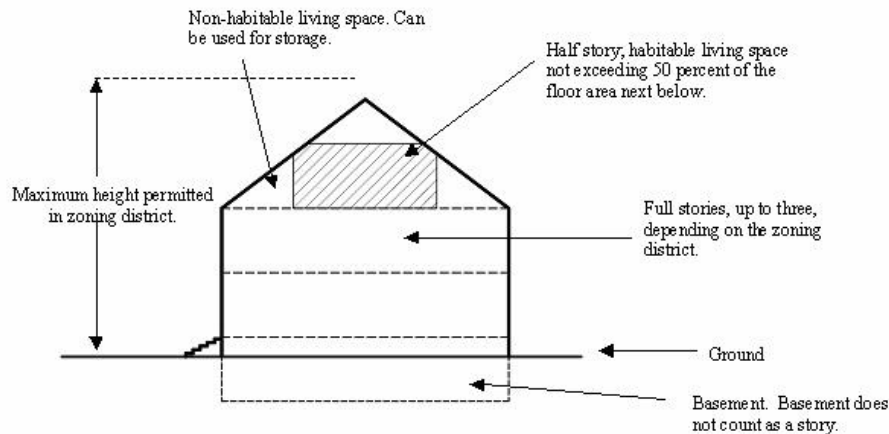 Non-habitable living space. Can
be used for storage.
Half story; habitable living space
not exceeding 50 percent of the
floor area next below.
Maximum height permitted
in zoning district.
Full stories, up to three,
depending on the zoning
district.
Ground
Basement. Basement does
not count as a story.